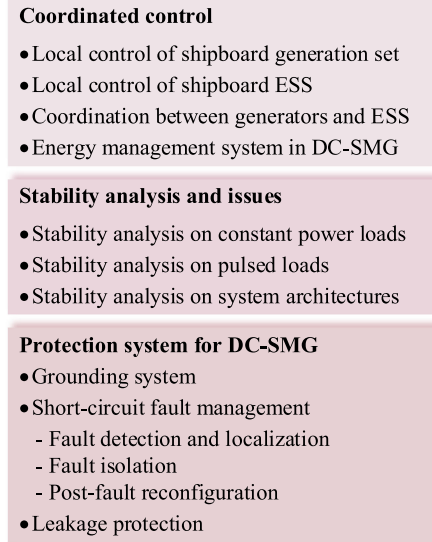 Coordinated control
•Local control of shipboard generation set
•Local control of shipboard ESS
•Coordination between generators and ESS
•Energy management system in DC-SMG
Stability analysis and issues
•Stability analysis on constant power loads
•Stability analysis on pulsed loads
•Stability analysis on system architectures
Protection system for DC-SMG
•Grounding system
•Short-circuit fault management
- Fault detection and localization
- Fault isolation
- Post-fault reconfiguration
•Leakage protection